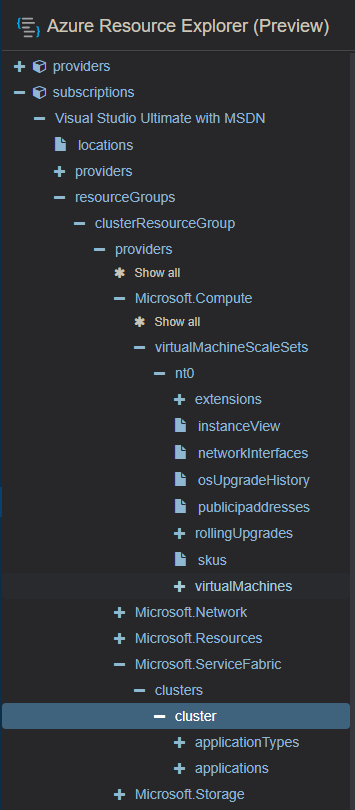 Azure Resource Explorer (Preview)
providers
subscriptions
Visual Studio Ultimate with MSDN
locations
providers
resourceGroups
clusterResourceGroup
providers
Show all
Microsoft.Compute
Show all
virtualMachineScaleSets
nt0
extensions
instanceView
networkInterfaces
osUpgradeHistory
publicipaddresses
rollingUpgrades
skus
virtualMachines
Microsoft.Network
Microsoft.Resources
Microsoft.ServiceFabric
clusters
cluster
applicationTypes
applications
Microsoft.Storage